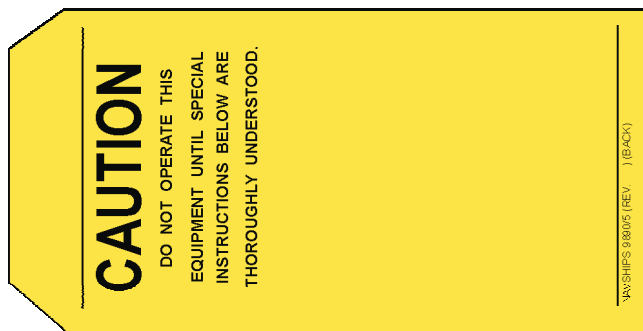 CAUTION
DO NOT OPERATE THIS
EQUIPMENT UNTIL SPECIAL
INSTRUCTIONS BELOW ARE
THOROUGHLY UNDERSTOOD.
NAVSHIPS 9890/5 (REV. ) (BACK)